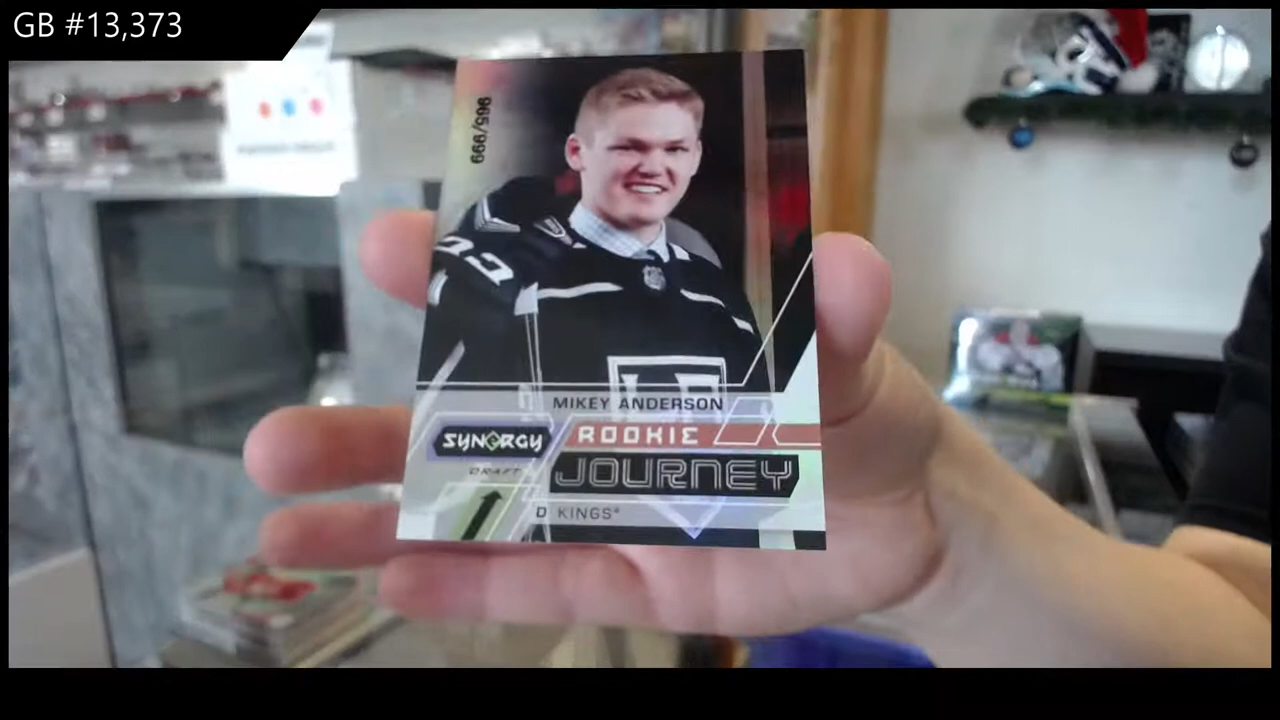 GB #13,373
965/999
MIKEY ANDERSON
SYNERGY
ROOKIE
DRAFT
JOURNEY
D KINGS